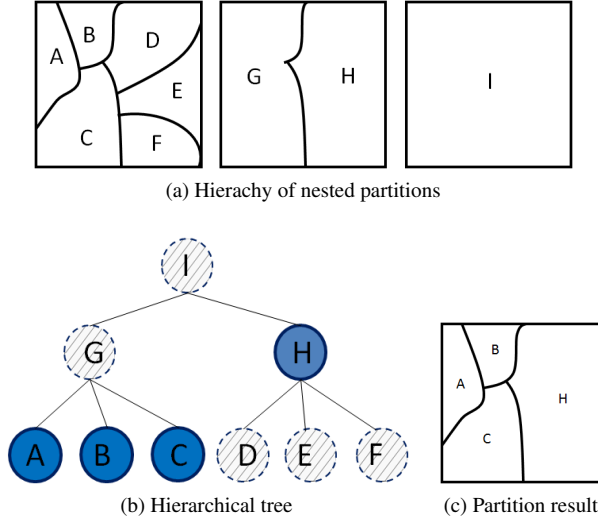 A B D
E
C F
G H
I
(a) Hierachy of nested partitions
I
G H
A B C D E F
(b) Hierarchical tree
B
A H
C
(c) Partition result